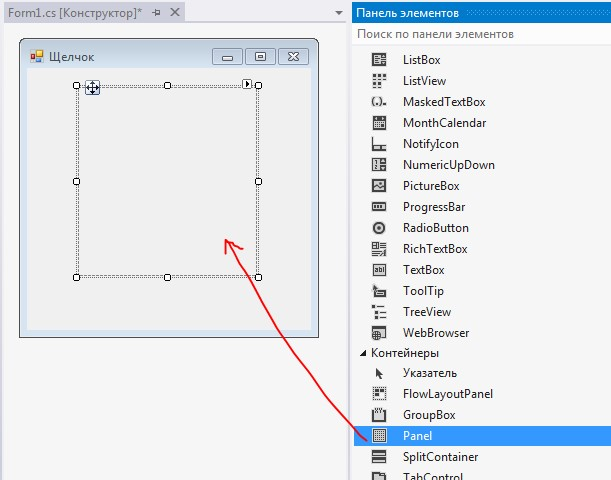 Form1.cs [Конструктор]*
Щелчок
Панель элементов
Поиск по панели элементов
ListBox
ListView
MaskedTextBox
MonthCalendar
NotifyIcon
NumericUpDown
PictureBox
ProgressBar
RadioButton
RichTextBox
TextBox
ToolTip
TreeView
WebBrowser
Контейнеры
Указатель
FlowLayoutPanel
GroupBox
Panel
SplitContainer
TabControl